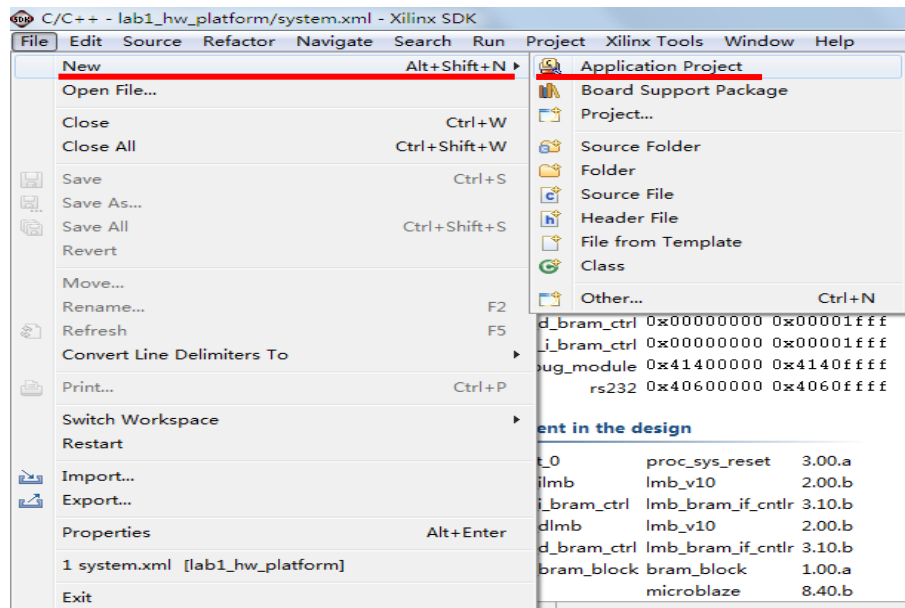 C/C++ - lab1_hw_platform/system.xml - Xilinx SDK
File Edit Source Refactor Navigate Search Run Project Xilinx Tools Window Help
New Alt+Shift+N
Open File...
Close Ctrl+W
Close All Ctrl+Shift+W
Save Ctrl+S
Save As...
Save All Ctrl+Shift+S
Revert
Move...
Rename... F2
Refresh F5
Convert Line Delimiters To
Print... Ctrl+P
Switch Workspace
Restart
Import...
Export...
Properties Alt+Enter
1 system.xml [lab1_hw_platform]
Exit
Application Project
Board Support Package
Project...
Source Folder
Folder
Source File
Header File
File from Template
Class
Other... Ctrl+N
d_bram_ctrl 0x00000000 0x00001fff
_i_bram_ctrl 0x00000000 0x00001fff
bug_module 0x41400000 0x4140ffff
rs232 0x40600000 0x4060ffff
ent in the design
t_0 proc_sys_reset 3.00.a
ilmb lmb_v10 2.00.b
i_bram_ctrl lmb_bram_if_cntlr 3.10.b
dlmb lmb_v10 2.00.b
d_bram_ctrl lmb_bram_if_cntlr 3.10.b
bram_block bram_block 1.00.a
microblaze 8.40.b